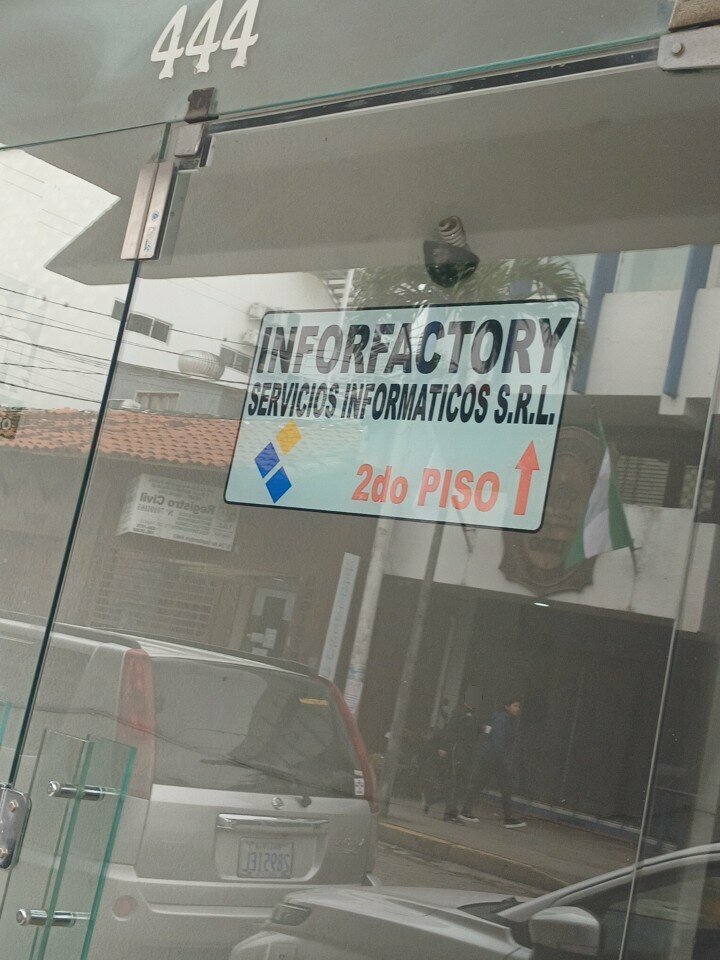 444
INFORFACTORY
SERVICIOS INFORMATICOS S.R.L.
2do PISO
Registro Civil